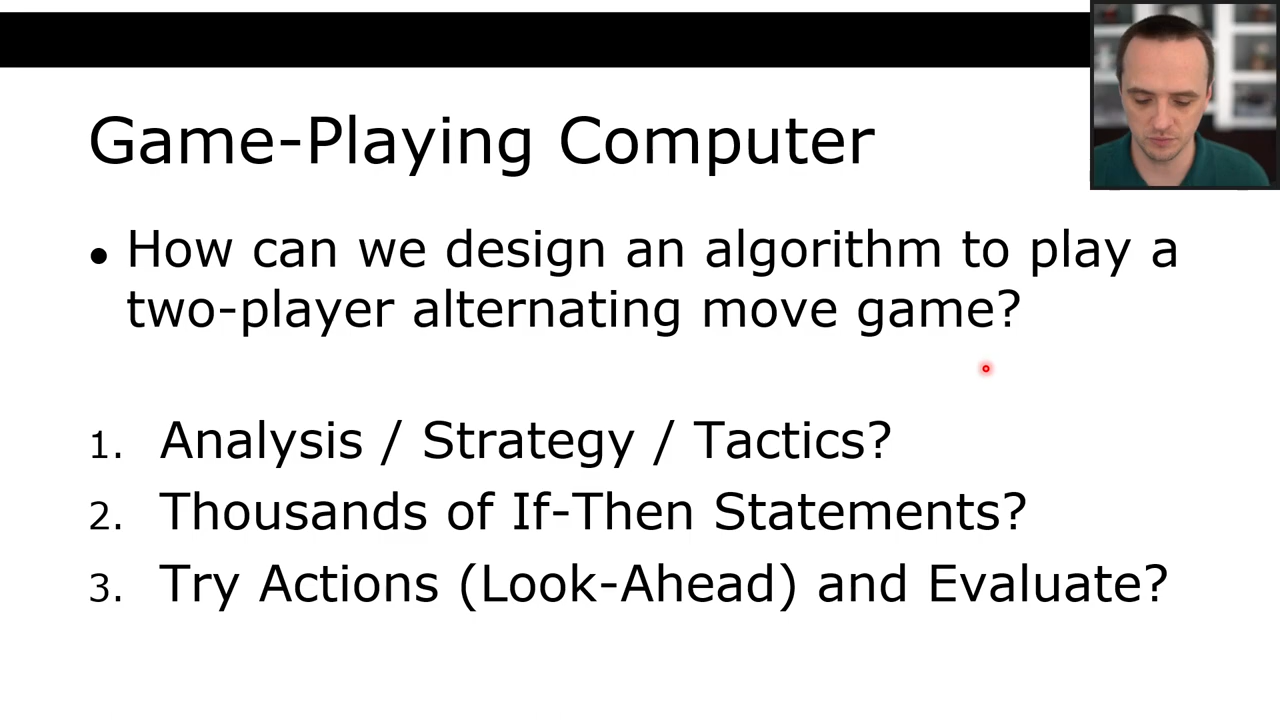 Game-Playing Computer
• How can we design an algorithm to play a
two-player alternating move game?
1. Analysis / Strategy / Tactics?
2. Thousands of If-Then Statements?
3. Try Actions (Look-Ahead) and Evaluate?